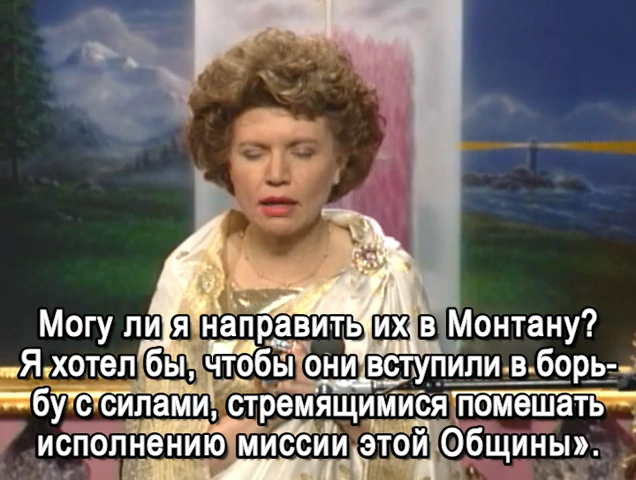 Могу ли я направить их в Монтану?
Я хотел бы, чтобы они вступили в борь-
бу с силами, стремящимися помешать
исполнению миссии этой Общины».